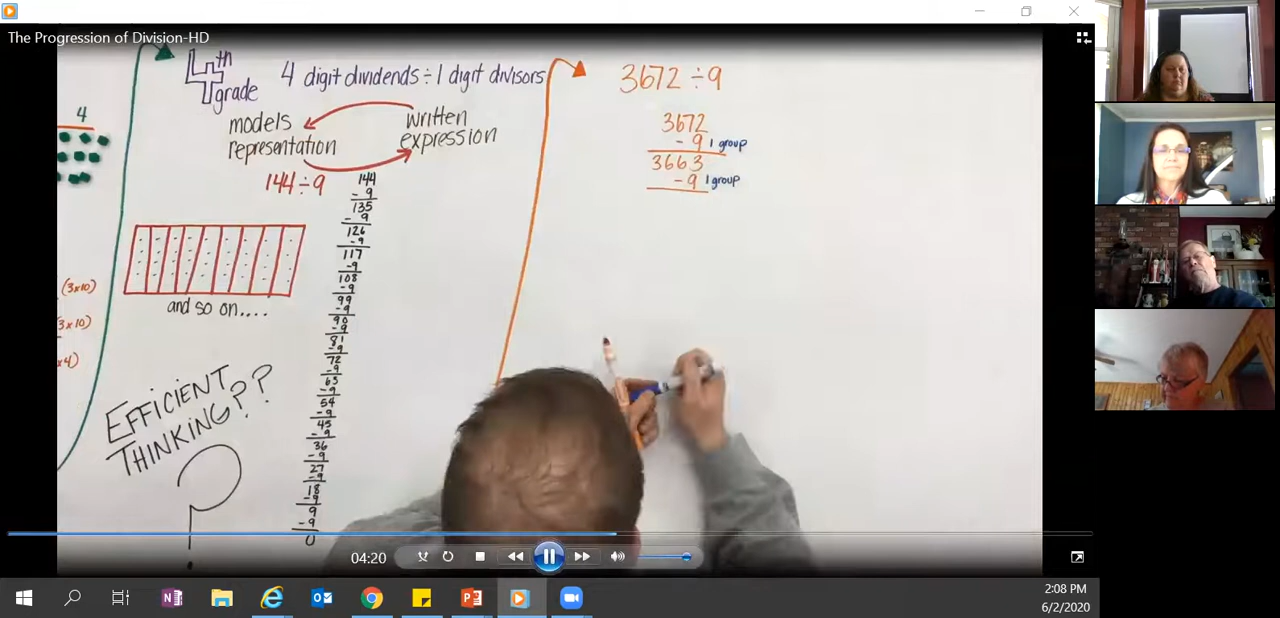 The Progression of Division-HD
4
(3x10)
(3x10)
x4)
4th
grade
4 digit dividends ÷ 1 digit divisors
models
representation
written
expression
144 ÷ 9
and so on....
EFFICIENT
THINKING??
?
144
- 9
135
- 9
126
- 9
117
- 9
108
- 9
99
- 9
90
- 9
81
- 9
72
- 9
63
- 9
54
- 9
45
- 9
36
- 9
27
- 9
18
- 9
9
- 9
0
3672 ÷ 9
3672
- 9 1 group
3663
- 9 1 group
04:20
2:08 PM
6/2/2020